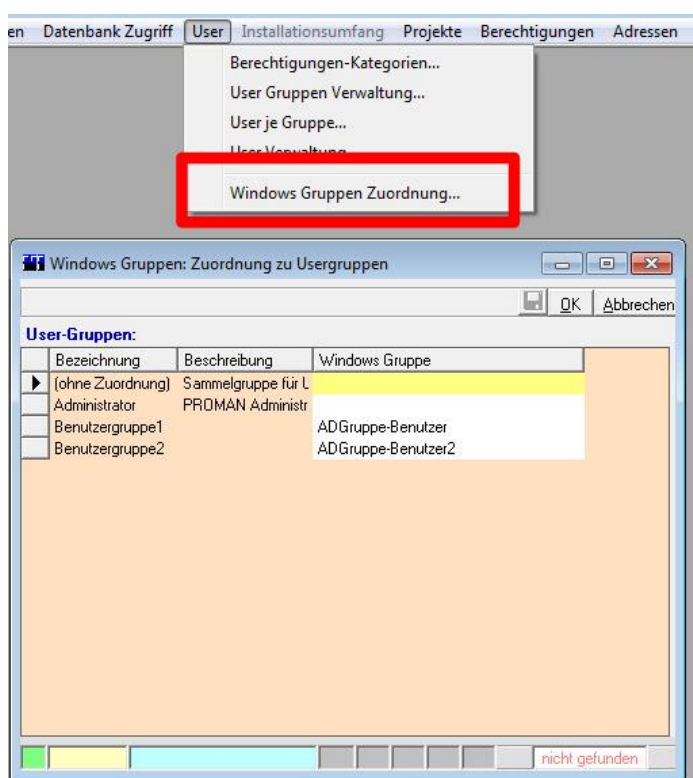 en Datenbank Zugriff User Installationsumfang Projekte Berechtigungen Adressen
Berechtigungen-Kategorien...
User Gruppen Verwaltung...
User je Gruppe...
User Verwaltung
Windows Gruppen Zuordnung...
Windows Gruppen: Zuordnung zu Usergruppen
OK Abbrechen
User-Gruppen:
Bezeichnung Beschreibung Windows Gruppe
(ohne Zuordnung) Sammelgruppe für U
Administrator PROMAN Administr
Benutzergruppe1 ADGruppe-Benutzer
Benutzergruppe2 ADGruppe-Benutzer2
nicht gefunden